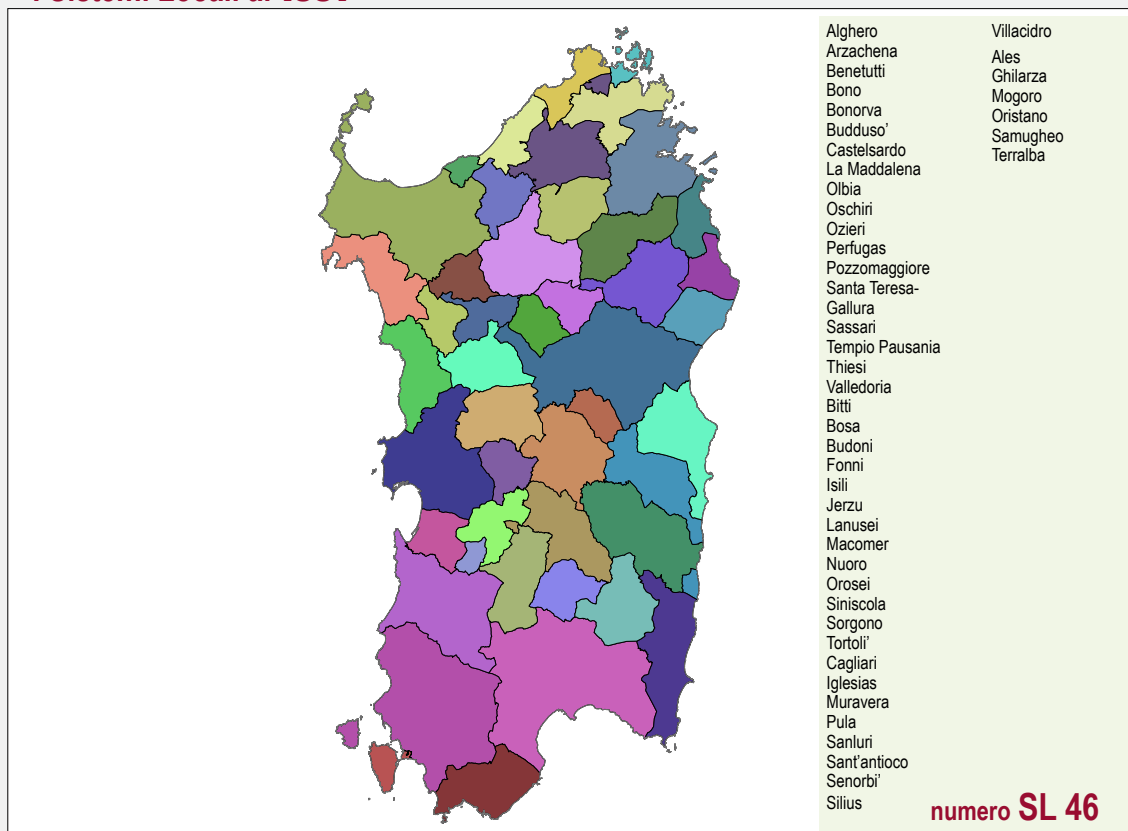 Alghero
Arzachena
Benetutti
Bono
Bonorva
Budduso'
Castelsardo
La Maddalena
Olbia
Oschiri
Ozieri
Perfugas
Pozzomaggiore
Santa Teresa-
Gallura
Sassari
Tempio Pausania
Thiesi
Valledoria
Bitti
Bosa
Budoni
Fonni
Isili
Jerzu
Lanusei
Macomer
Nuoro
Orosei
Siniscola
Sorgono
Tortoli'
Cagliari
Iglesias
Muravera
Pula
Sanluri
Sant'antioco
Senorbi'
Silius
Villacidro
Ales
Ghilarza
Mogoro
Oristano
Samugheo
Terralba
numero SL 46